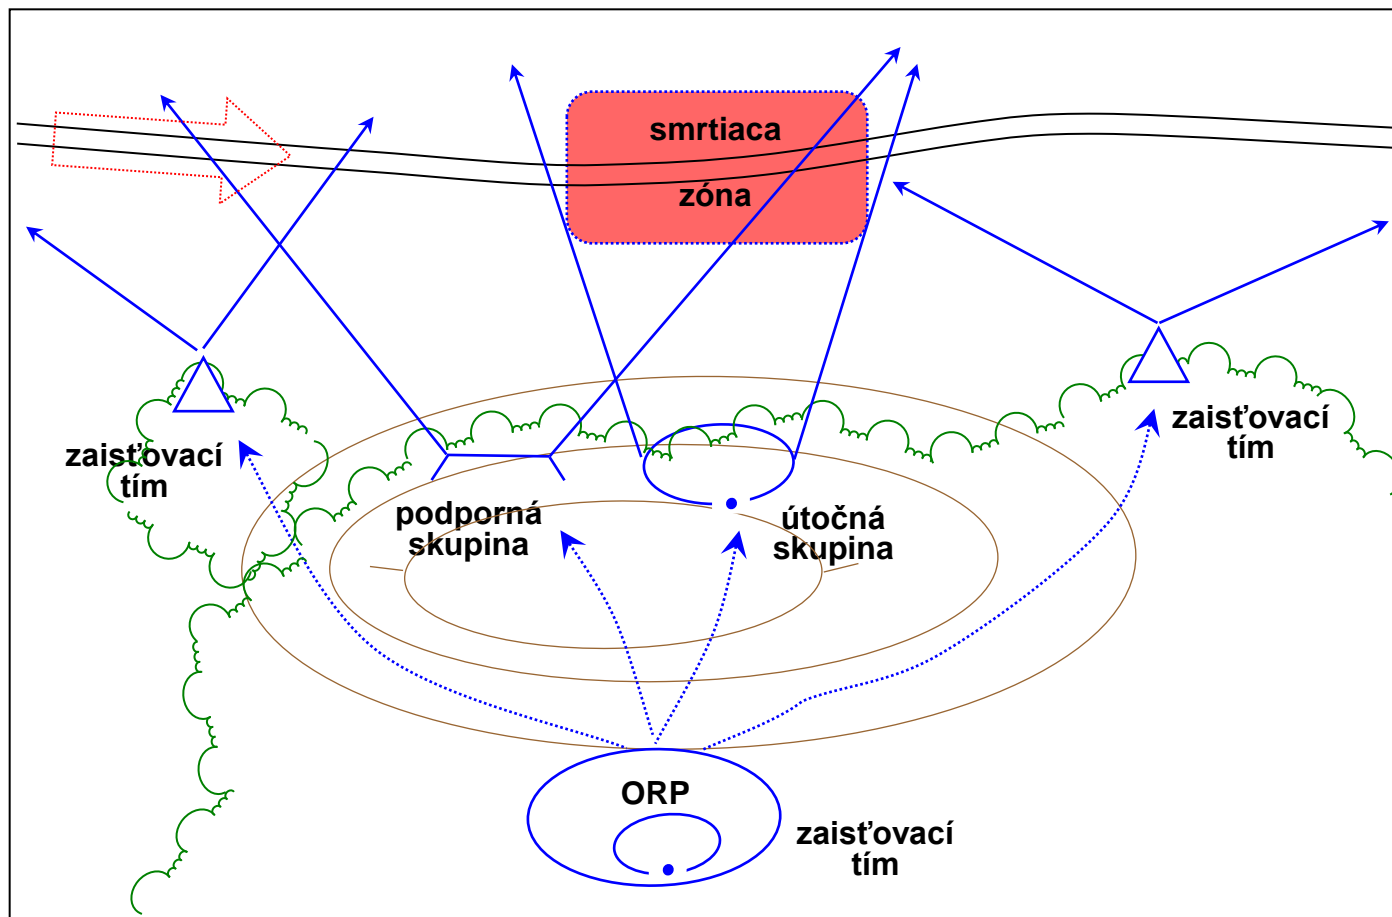 smrtiaca
zóna
zaisťovací
tím
zaisťovací
tím
podporná
skupina
útočná
skupina
ORP
zaisťovací
tím